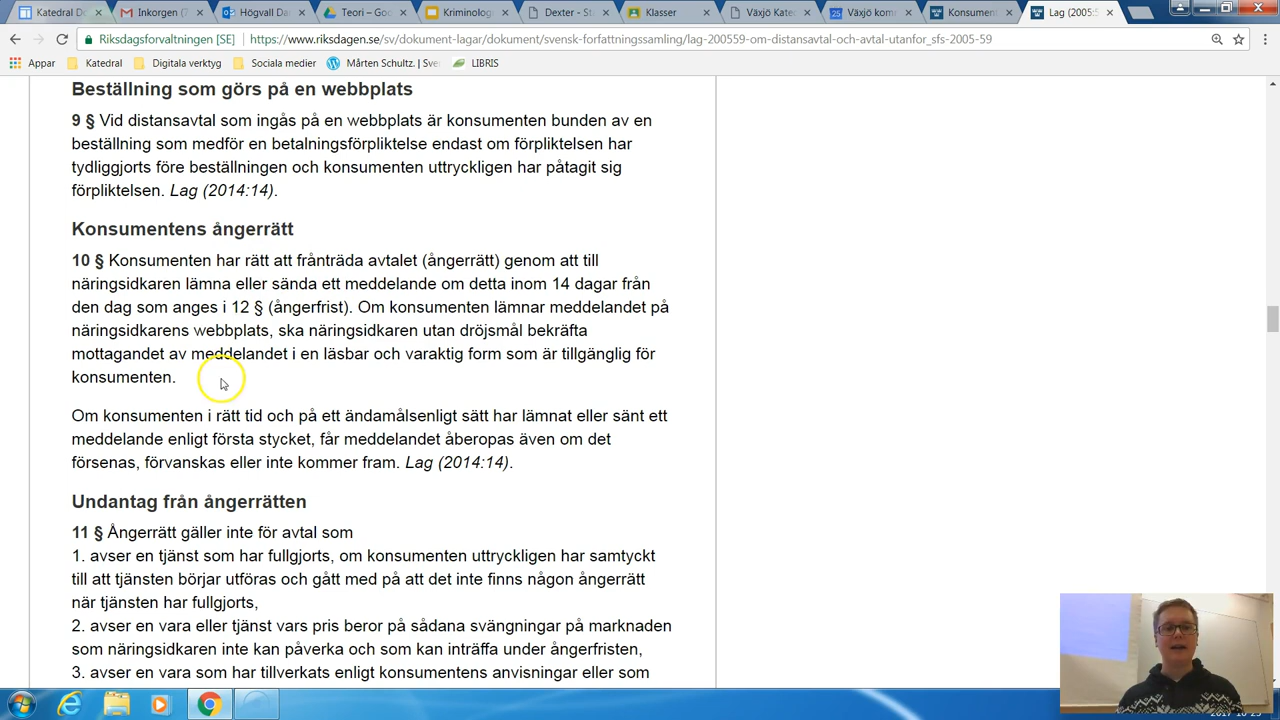 Katedral Do
Inkorgen (7
Högvall Dan
Teori – Goo
Kriminolog
Dexter - Sta
Klasser
Växjö Kate
Växjö kom
Konsument
Lag (2005:5
Riksdagsforvaltningen [SE]
https://www.riksdagen.se/sv/dokument-lagar/dokument/svensk-forfattningssamling/lag-200559-om-distansavtal-och-avtal-utanfor_sfs-2005-59
Appar
Katedral
Digitala verktyg
Sociala medier
Mårten Schultz. | Sve
LIBRIS
Beställning som görs på en webbplats
9 § Vid distansavtal som ingås på en webbplats är konsumenten bunden av en
beställning som medför en betalningsförpliktelse endast om förpliktelsen har
tydliggjorts före beställningen och konsumenten uttryckligen har påtagit sig
förpliktelsen. Lag (2014:14).
Konsumentens ångerrätt
10 § Konsumenten har rätt att frånträda avtalet (ångerrätt) genom att till
näringsidkaren lämna eller sända ett meddelande om detta inom 14 dagar från
den dag som anges i 12 § (ångerfrist). Om konsumenten lämnar meddelandet på
näringsidkarens webbplats, ska näringsidkaren utan dröjsmål bekräfta
mottagandet av meddelandet i en läsbar och varaktig form som är tillgänglig för
konsumenten.
Om konsumenten i rätt tid och på ett ändamålsenligt sätt har lämnat eller sänt ett
meddelande enligt första stycket, får meddelandet åberopas även om det
försenas, förvanskas eller inte kommer fram. Lag (2014:14).
Undantag från ångerrätten
11 § Ångerrätt gäller inte för avtal som
1. avser en tjänst som har fullgjorts, om konsumenten uttryckligen har samtyckt
till att tjänsten börjar utföras och gått med på att det inte finns någon ångerrätt
när tjänsten har fullgjorts,
2. avser en vara eller tjänst vars pris beror på sådana svängningar på marknaden
som näringsidkaren inte kan påverka och som kan inträffa under ångerfristen,
3. avser en vara som har tillverkats enligt konsumentens anvisningar eller som